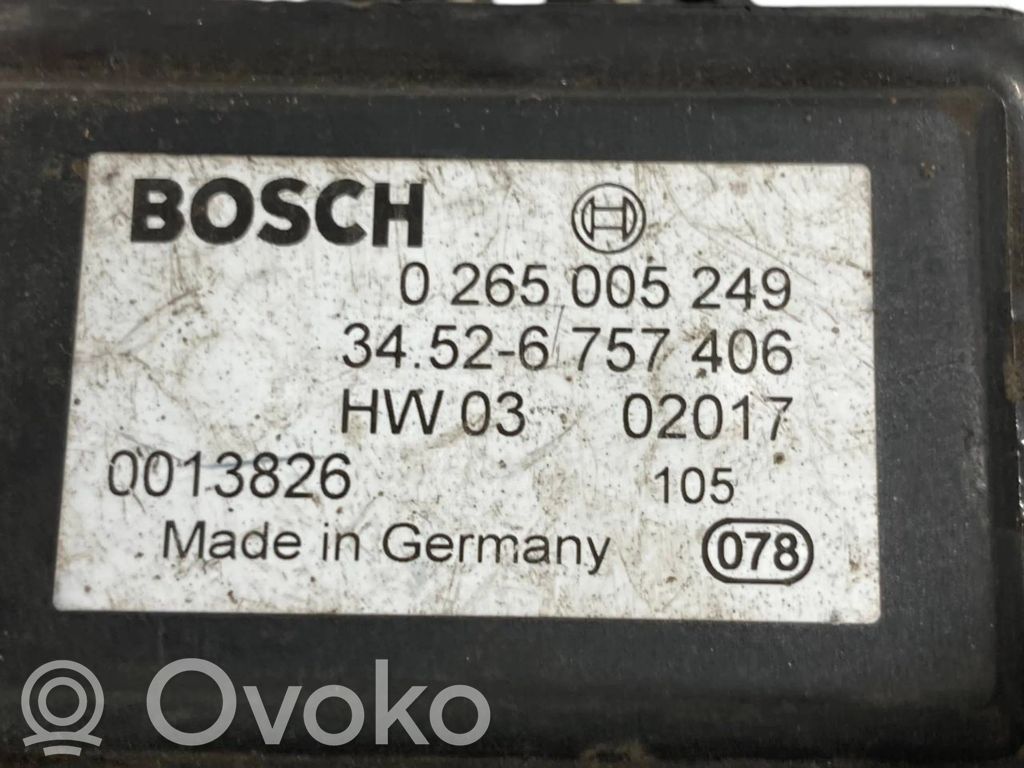 BOSCH
0 265 005 249
34.52-6 757 406
HW 03 02017
0013826 105
Made in Germany 078
Ovoko